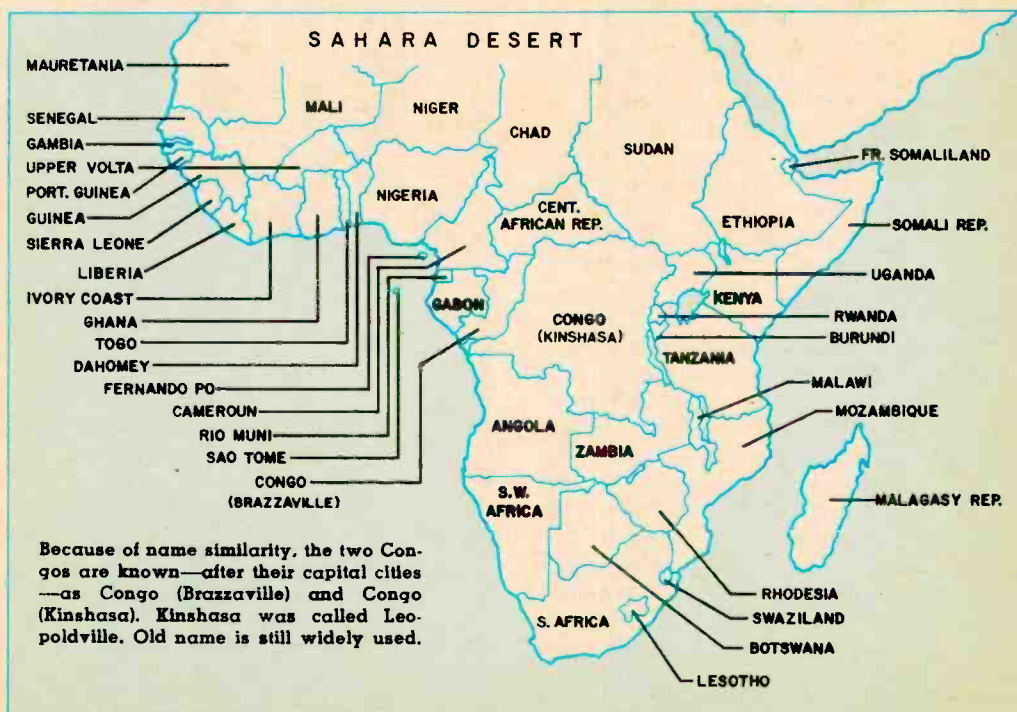 SAHARA DESERT
MAURETANIA
MALI
NIGER
CHAD
SUDAN
SENEGAL
GAMBIA
UPPER VOLTA
PORT. GUINEA
GUINEA
SIERRA LEONE
LIBERIA
IVORY COAST
GHANA
TOGO
DAHOMEY
FERNANDO PO
CAMEROUN
RIO MUNI
SAO TOME
CONGO
(BRAZZAVILLE)
NIGERIA
CENT.
AFRICAN REP.
ETHIOPIA
FR. SOMALILAND
SOMALI REP.
UGANDA
KENYA
RWANDA
BURUNDI
TANZANIA
GABON
CONGO
(KINSHASA)
MALAWI
MOZAMBIQUE
ANGOLA
ZAMBIA
S.W.
AFRICA
MALAGASY REP.
RHODESIA
SWAZILAND
BOTSWANA
S. AFRICA
LESOTHO
Because of name similarity, the two Con-
gos are known—after their capital cities
—as Congo (Brazzaville) and Congo
(Kinshasa). Kinshasa was called Leo-
poldville. Old name is still widely used.